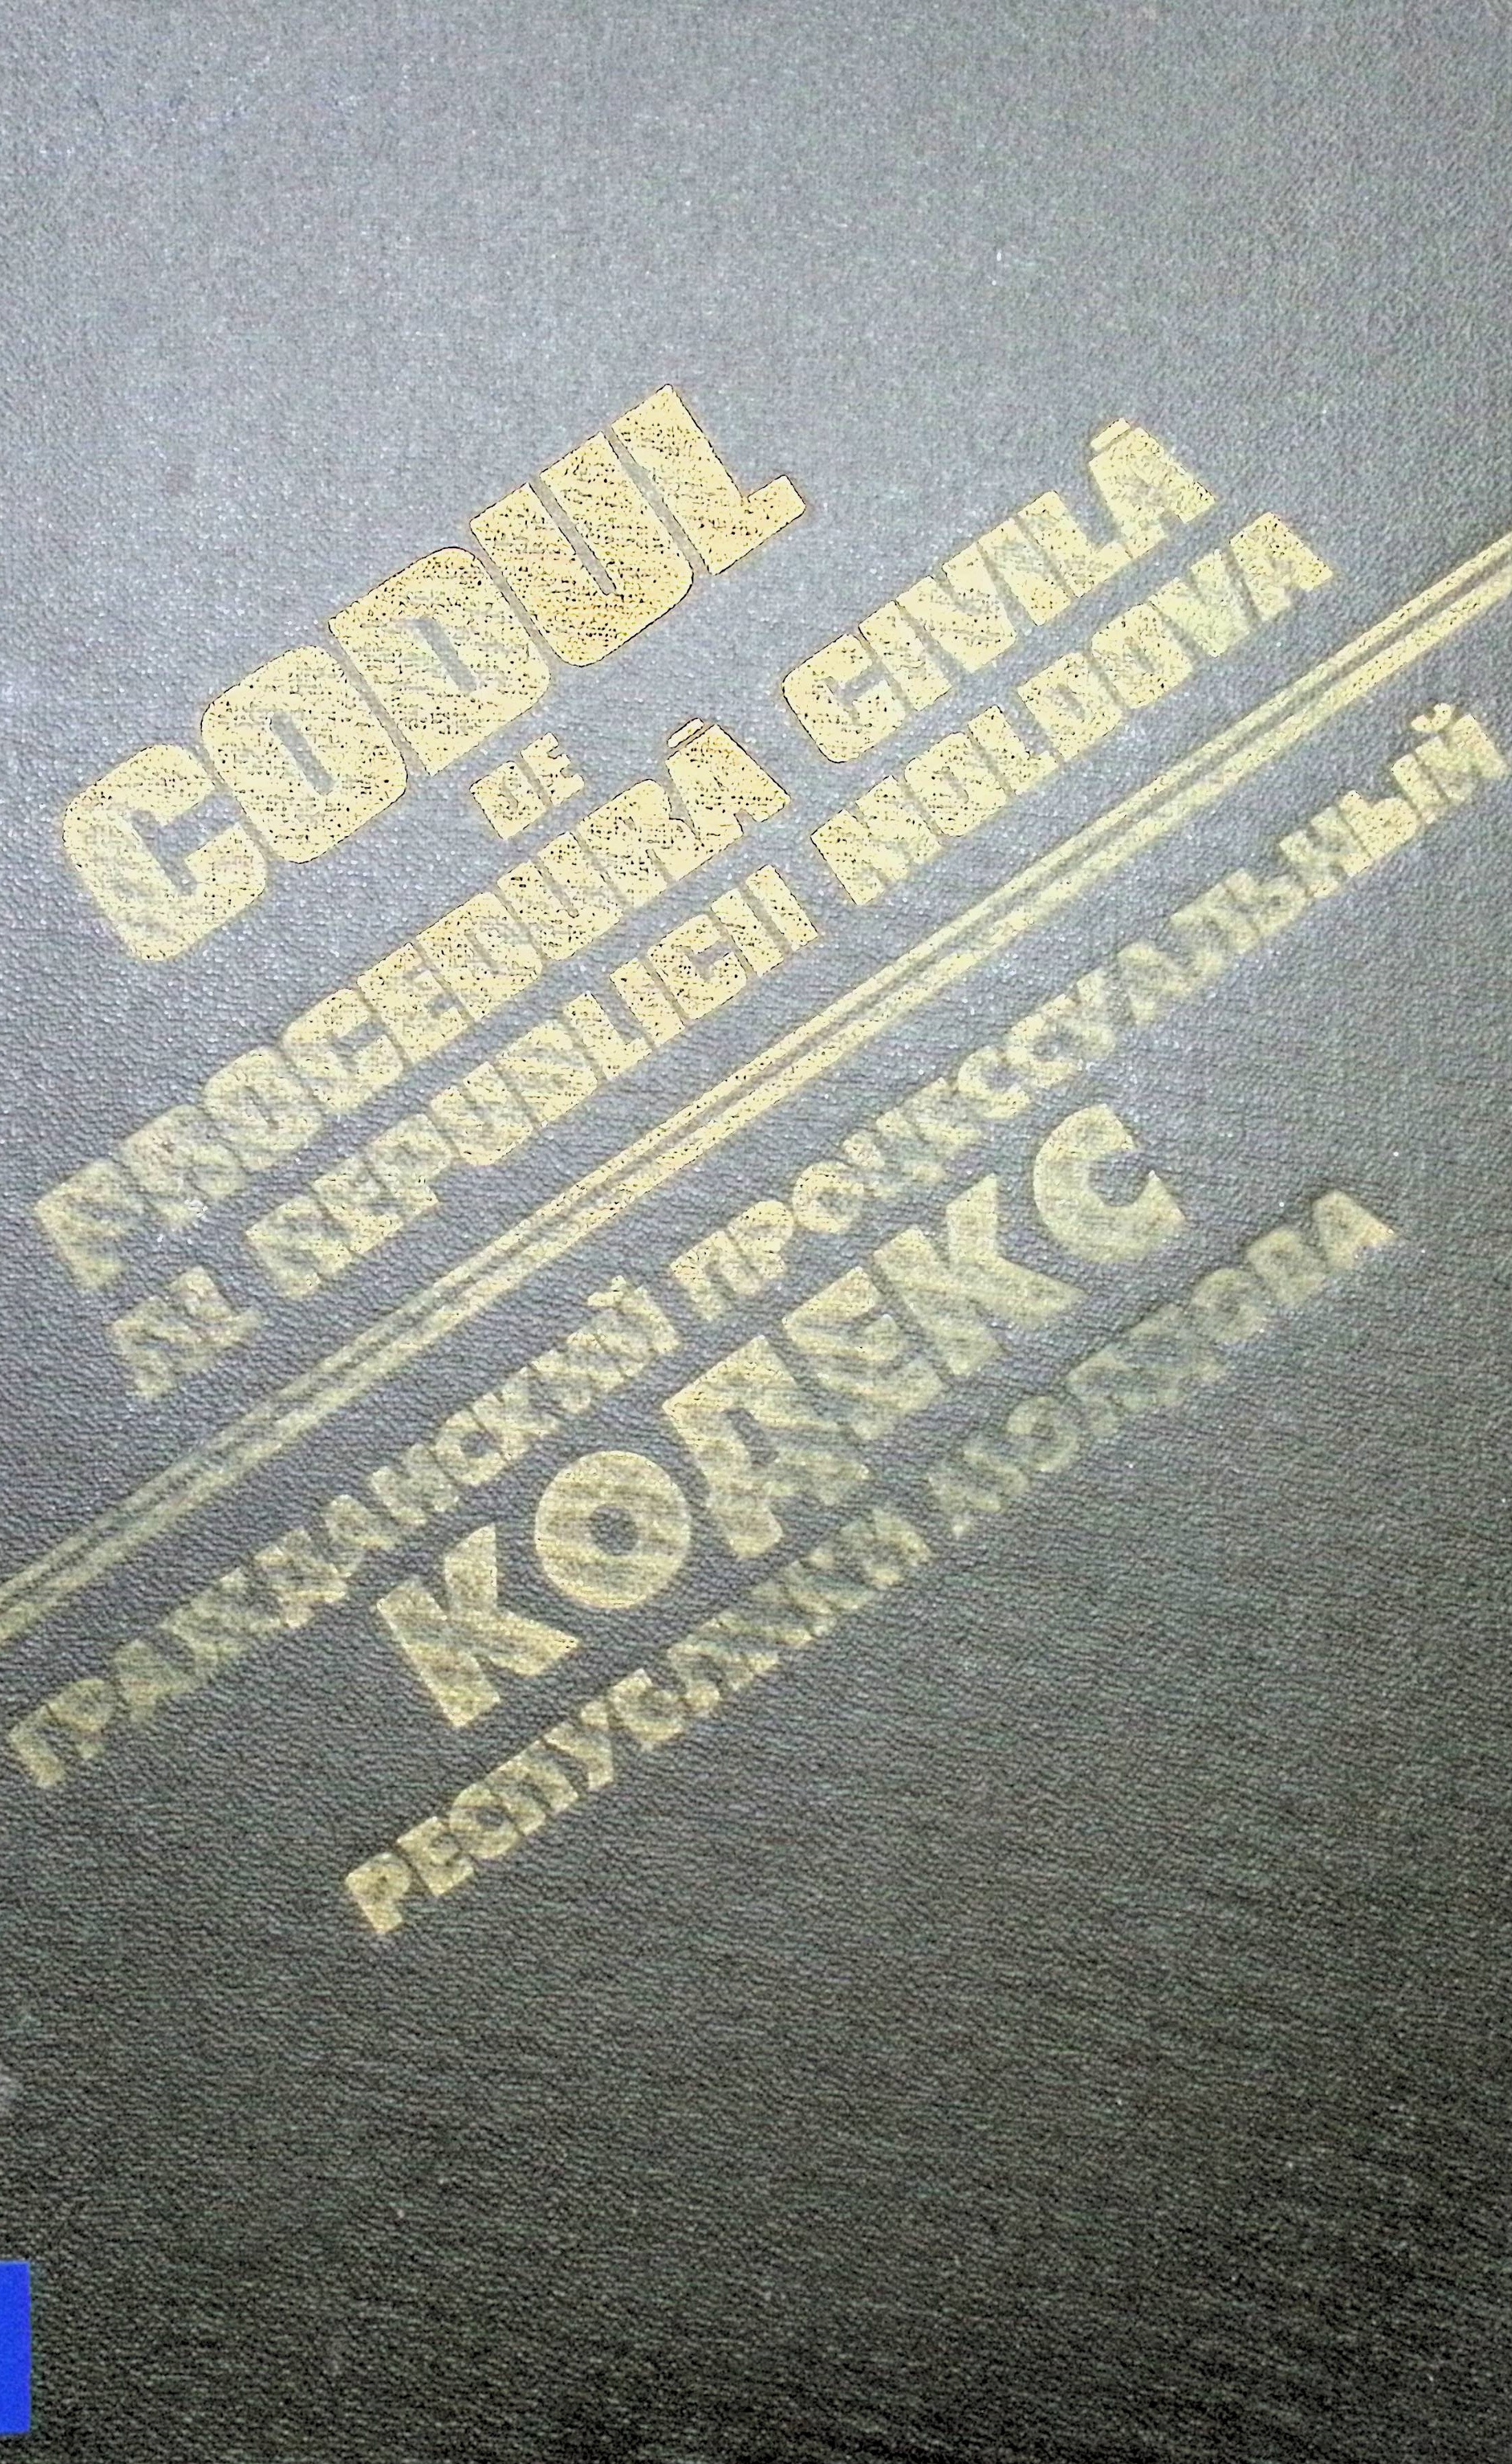 CODUL
DE
PROCEDURĂ CIVILĂ
AL REPUBLICII MOLDOVA
ГРАЖДАНСКИЙ ПРОЦЕССУАЛЬНЫЙ
КОДЕКС
РЕСПУБЛИКИ МОЛДОВА